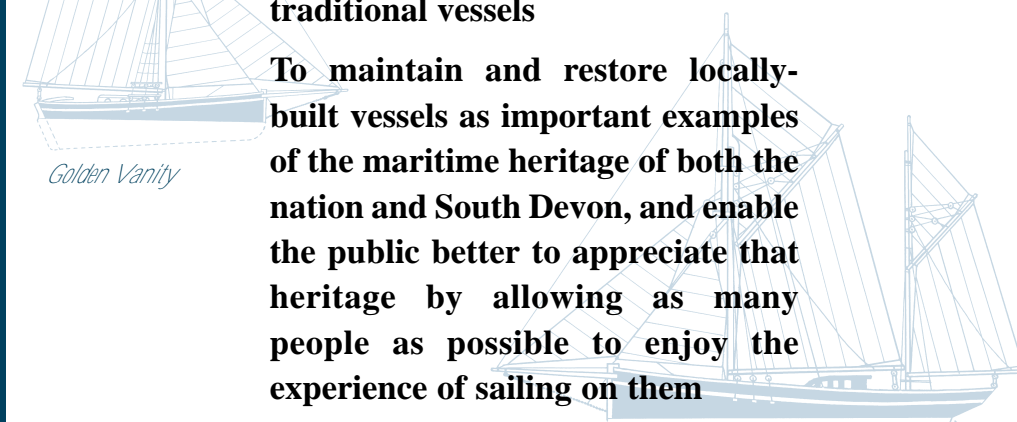 traditional vessels
To maintain and restore locally-
built vessels as important examples
of the maritime heritage of both the
nation and South Devon, and enable
the public better to appreciate that
heritage by allowing as many
people as possible to enjoy the
experience of sailing on them
Golden Vanity